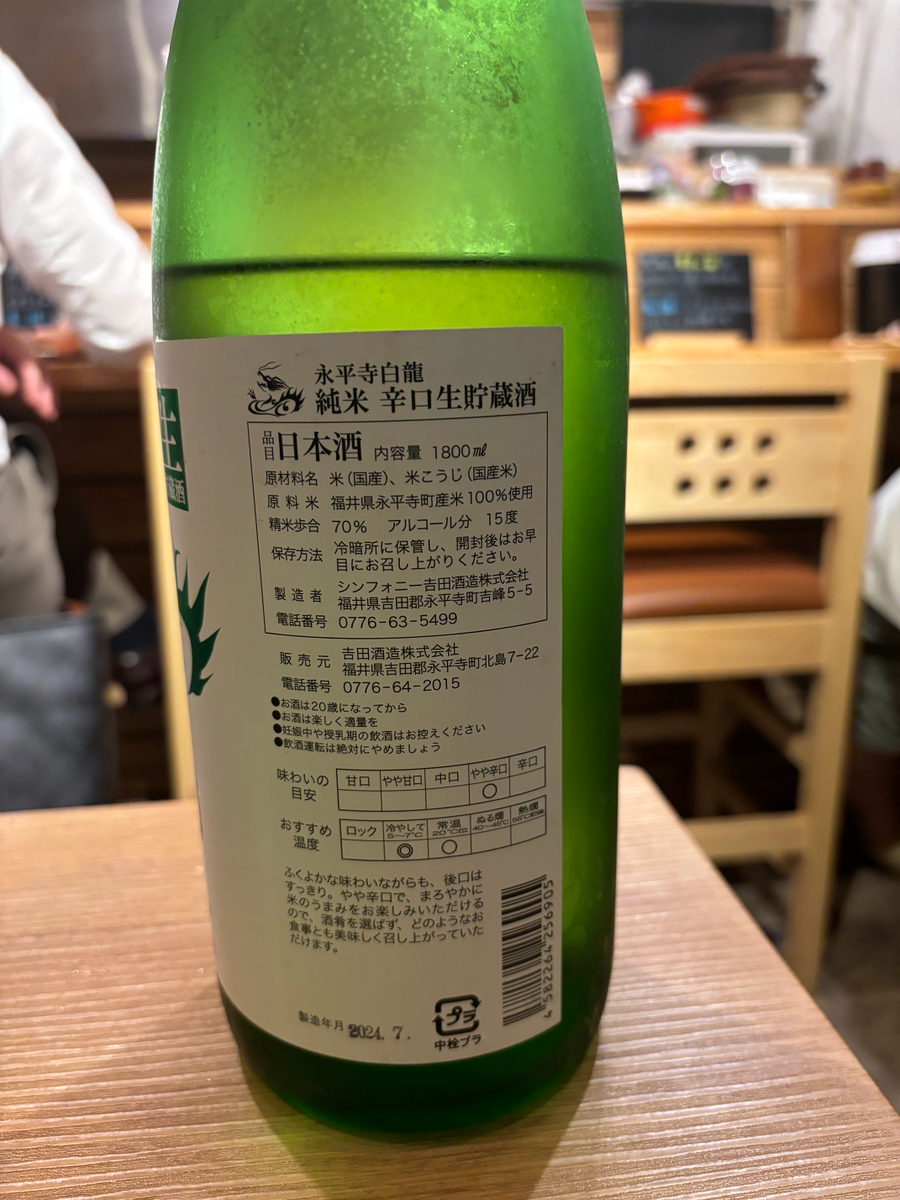 永平寺白龍
純米 辛口生貯蔵酒
品目 日本酒 内容量 1800㎖
原材料名 米(国産)、米こうじ(国産米)
原料米 福井県永平寺町産米100%使用
精米歩合 70% アルコール分 15度
保存方法 冷暗所に保管し、開封後はお早
目にお召し上がりください。
製造者 シンフォニー吉田酒造株式会社
福井県吉田郡永平寺町吉峰5-5
電話番号 0776-63-5499
販売元 吉田酒造株式会社
福井県吉田郡永平寺町北島7-22
電話番号 0776-64-2015
●お酒は20歳になってから
●お酒は楽しく適量を
●妊娠中や授乳期の飲酒はお控えください
●飲酒運転は絶対にやめましょう
味わいの目安 甘口 やや甘口 中口 やや辛口 辛口
○
おすすめ温度 ロック 冷やして 常温 ぬる燗 熱燗
5〜7℃ 20℃位 40〜45℃
◎ ○
ふくよかな味わいながらも、後口は
すっきり。やや辛口で、まろやかに
米のうまみをお楽しみいただける
ので、酒肴を選ばず、どのようなお
食事とも美味しく召し上がっていた
だけます。
4582264256905
製造年月 2024. 7.
プラ
中栓プラ
生
蔵酒